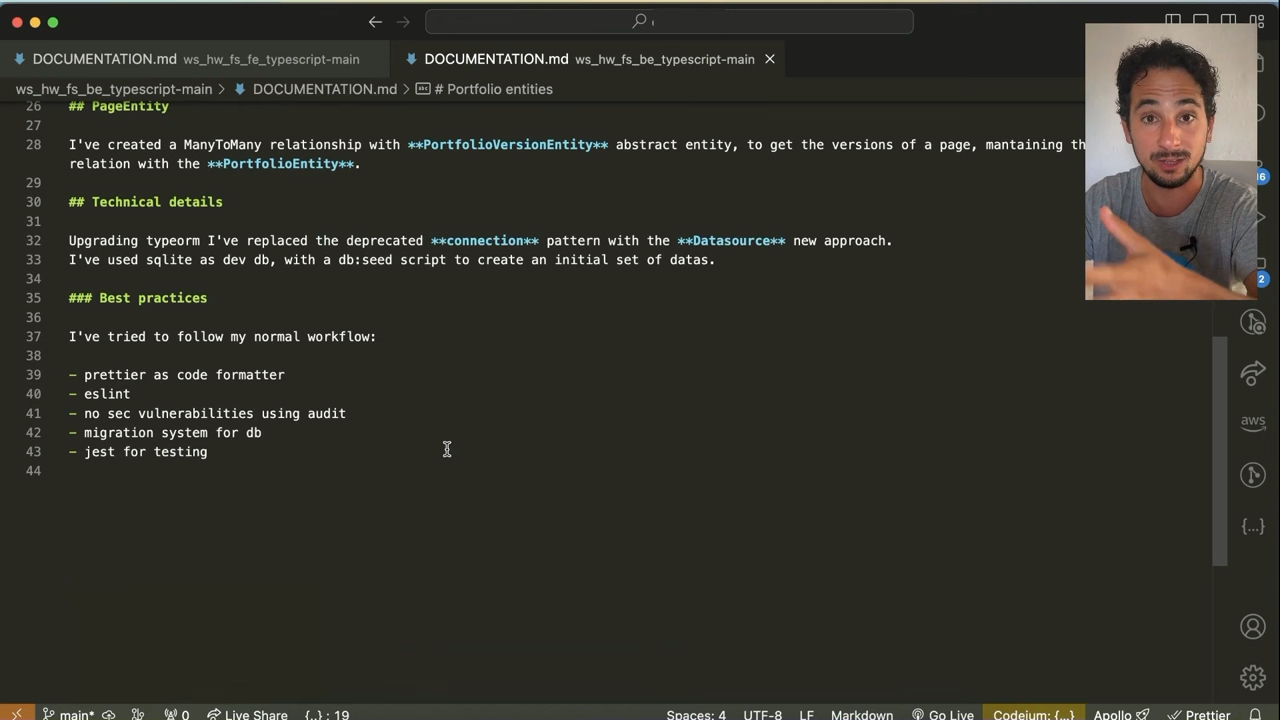 DOCUMENTATION.md ws_hw_fs_fe_typescript-main
DOCUMENTATION.md ws_hw_fs_be_typescript-main
ws_hw_fs_be_typescript-main > DOCUMENTATION.md > abc # Portfolio entities
26 ## PageEntity
27
28 I've created a ManyToMany relationship with **PortfolioVersionEntity** abstract entity, to get the versions of a page, mantaining th
relation with the **PortfolioEntity**.
29
30 ## Technical details
31
32 Upgrading typeorm I've replaced the deprecated **connection** pattern with the **Datasource** new approach.
33 I've used sqlite as dev db, with a db:seed script to create an initial set of datas.
34
35 ### Best practices
36
37 I've tried to follow my normal workflow:
38
39 - prettier as code formatter
40 - eslint
41 - no sec vulnerabilities using audit
42 - migration system for db
43 - jest for testing
44
16
2
aws
{...}
main* 0 Live Share {..} : 19 Spaces: 4 UTF-8 LF Markdown Go Live Codeium: {...} Apollo Prettier